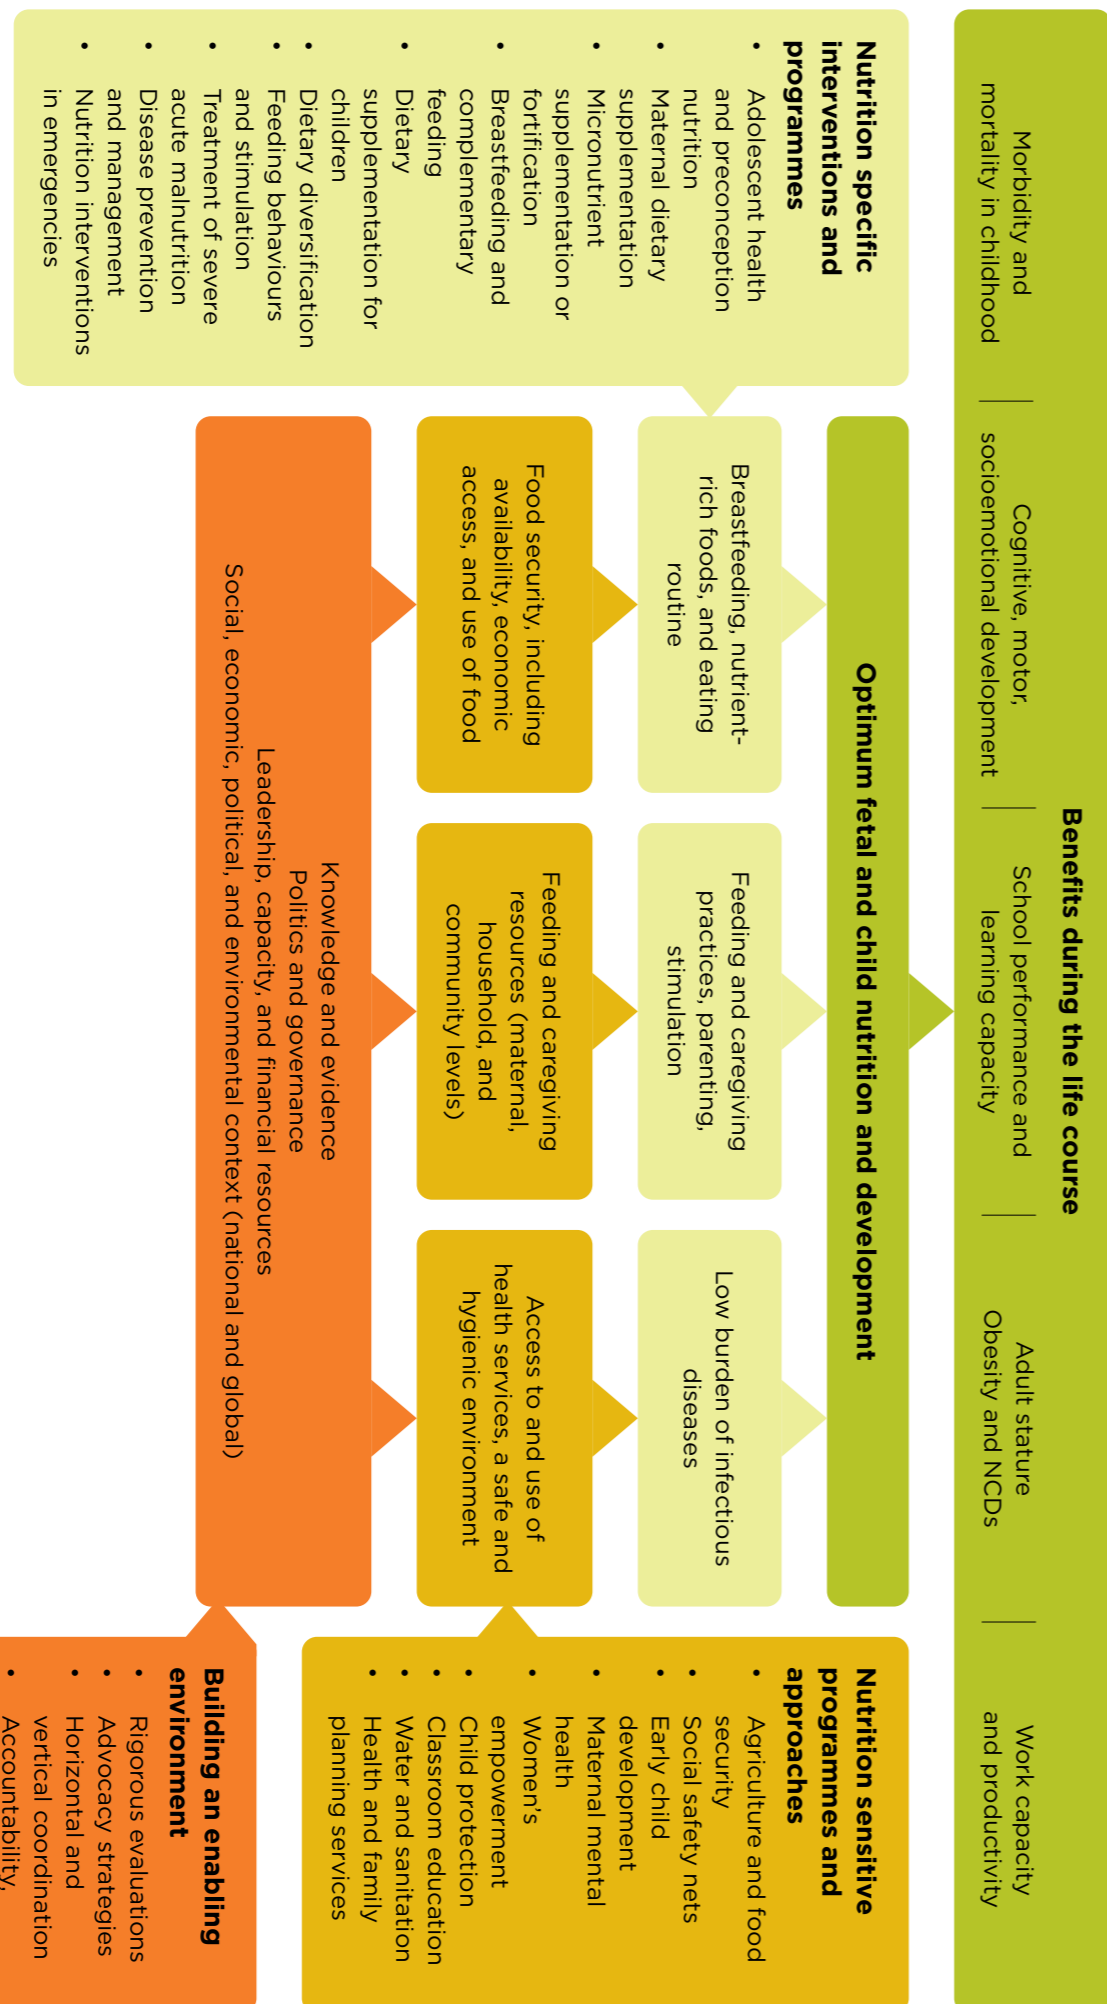 Benefits during the life course
Morbidity and
mortality in childhood
Cognitive, motor,
socioemotional development
School performance and
learning capacity
Adult stature
Obesity and NCDs
Work capacity
and productivity
Nutrition specific
interventions and
programmes
• Adolescent health
and preconception
nutrition
• Maternal dietary
supplementation
• Micronutrient
supplementation or
fortification
• Breastfeeding and
complementary
feeding
• Dietary
supplementation for
children
• Dietary diversification
• Feeding behaviours
and stimulation
• Treatment of severe
acute malnutrition
• Disease prevention
and management
• Nutrition interventions
in emergencies
Optimum fetal and child nutrition and development
Breastfeeding, nutrient-
rich foods, and eating
routine
Feeding and caregiving
practices, parenting,
stimulation
Low burden of infectious
diseases
Food security, including
availability, economic
access, and use of food
Feeding and caregiving
resources (maternal,
household, and
community levels)
Access to and use of
health services, a safe and
hygienic environment
Knowledge and evidence
Politics and governance
Leadership, capacity, and financial resources
Social, economic, political, and environmental context (national and global)
Nutrition sensitive
programmes and
approaches
• Agriculture and food
security
• Social safety nets
• Early child
development
• Maternal mental
health
• Women's
empowerment
• Child protection
• Classroom education
• Water and sanitation
• Health and family
planning services
Building an enabling
environment
• Rigorous evaluations
• Advocacy strategies
• Horizontal and
vertical coordination
• Accountability,